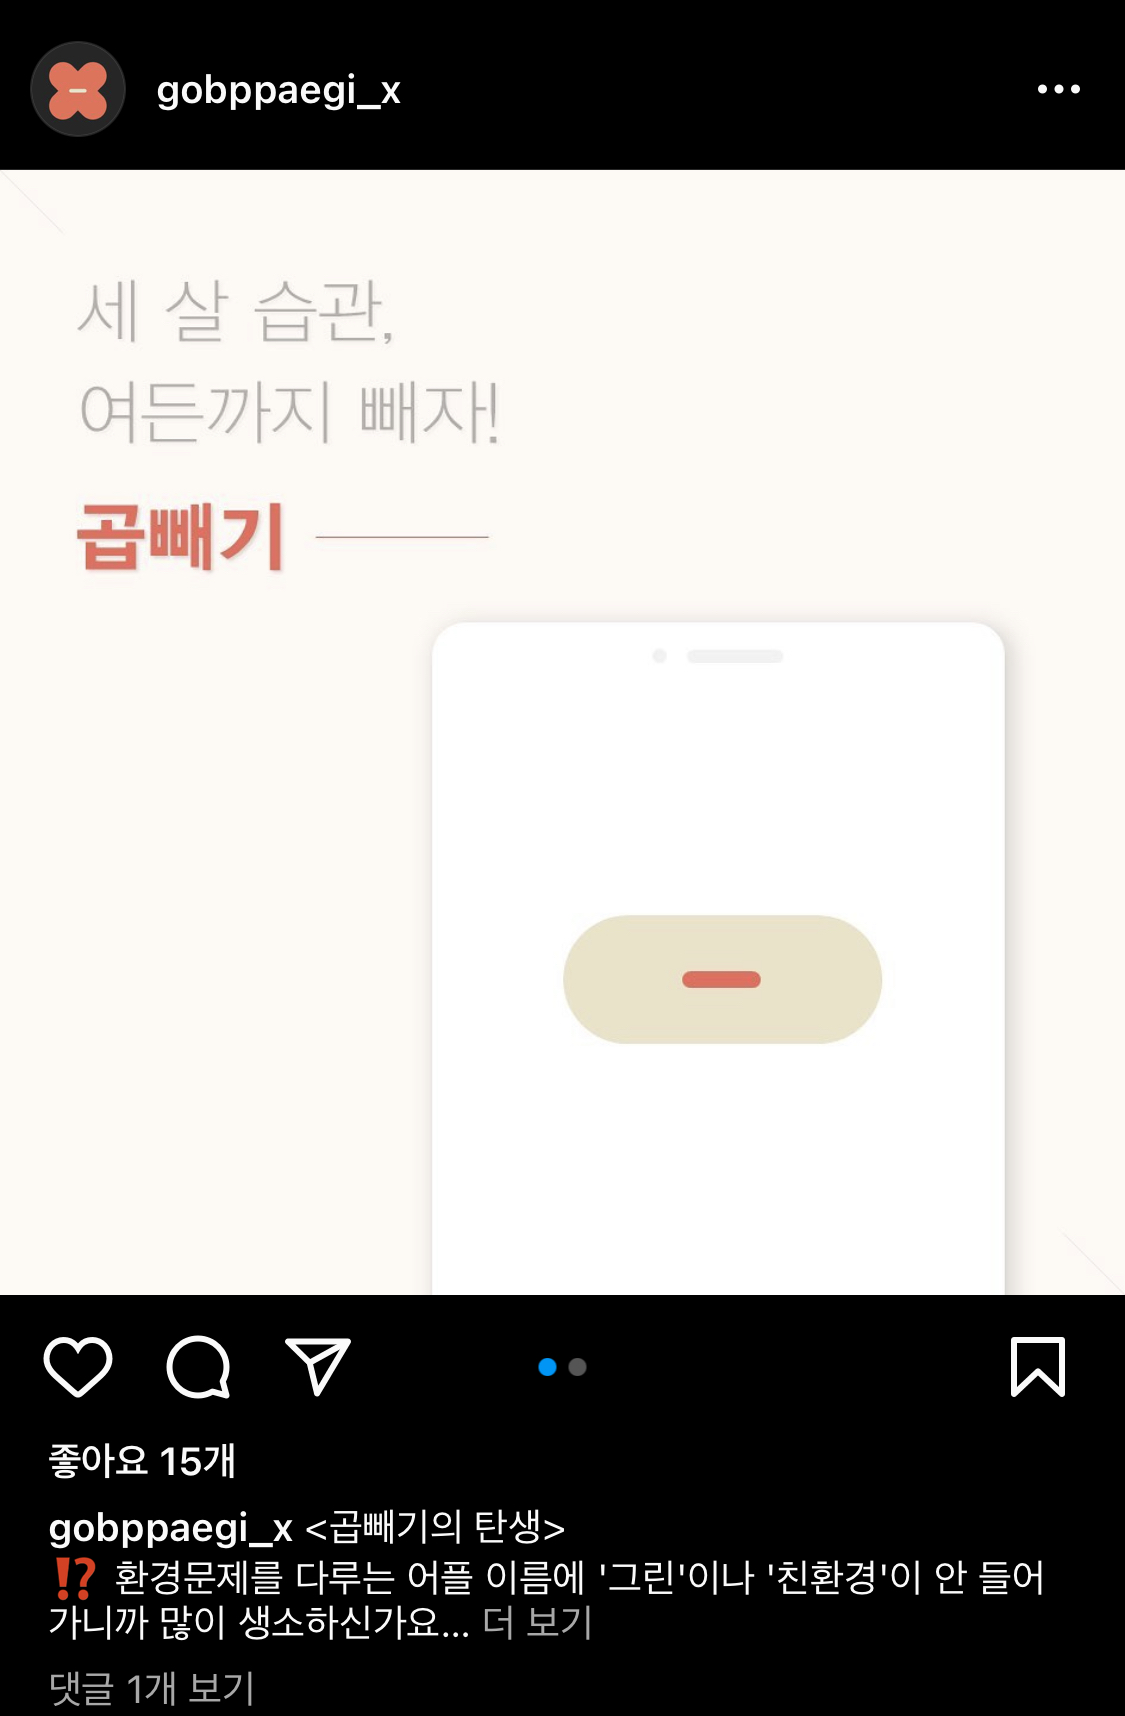 gobppaegi_x
세 살 습관,
여든까지 빼자!
곱빼기
좋아요 15개
gobppaegi_x <곱빼기의 탄생>
⁉️ 환경문제를 다루는 어플 이름에 '그린'이나 '친환경'이 안 들어
가니까 많이 생소하신가요... 더 보기
댓글 1개 보기